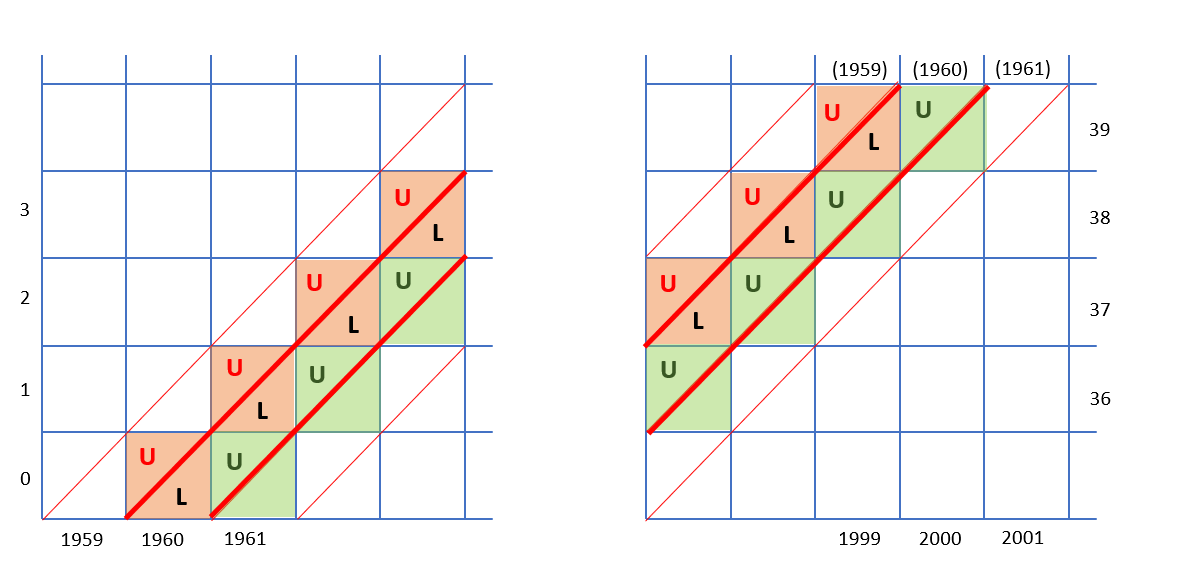 (1959) (1960) (1961)
U U 39
L
3 U U U 38
L L
2 U U U U 37
L L
1 U U U 36
L
0 U U
L
1959 1960 1961 1999 2000 2001